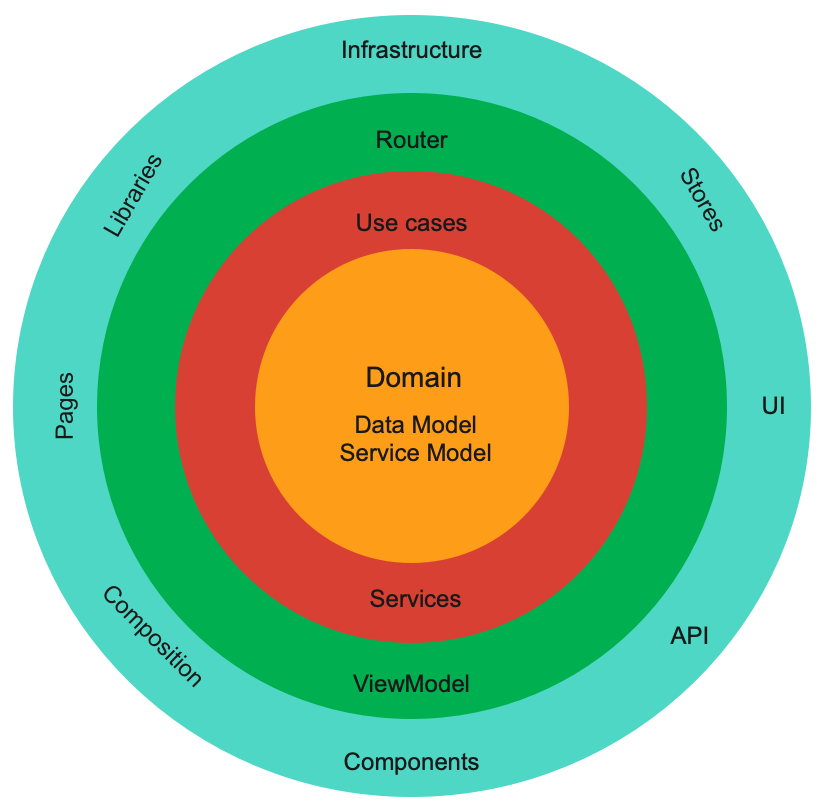 Infrastructure
Router
Libraries
Stores
Use cases
Domain
Data Model
Service Model
Pages
UI
Services
API
Composition
ViewModel
Components